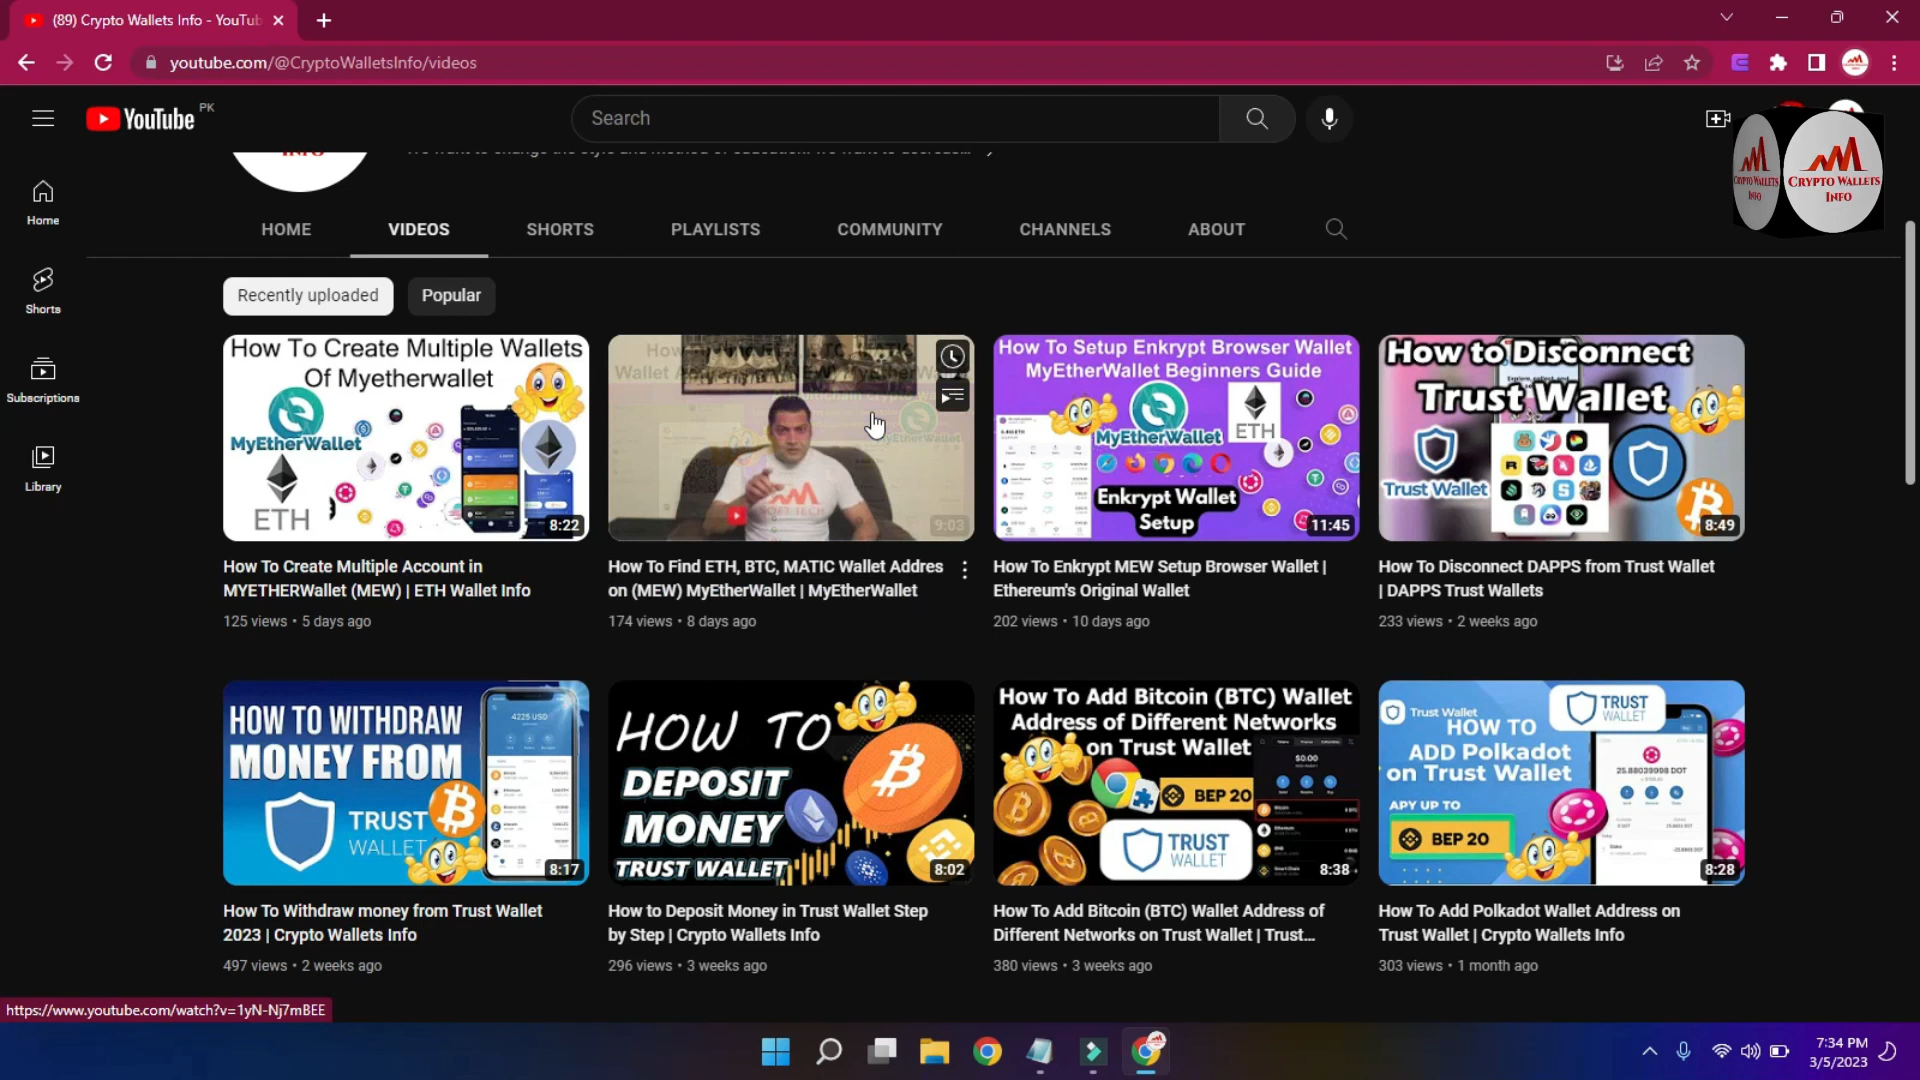 (89) Crypto Wallets Info - YouTub
youtube.com/@CryptoWalletsInfo/videos
YouTube PK
Search
CRYPTO WALLETS
INFO
CRYPTO WALLETS
INFO
Home
Shorts
Subscriptions
Library
HOME VIDEOS SHORTS PLAYLISTS COMMUNITY CHANNELS ABOUT
Recently uploaded Popular
How To Create Multiple Wallets
Of Myetherwallet
MyEtherWallet
ETH
8:22
9:03
How To Setup Enkrypt Browser Wallet
MyEtherWallet Beginners Guide
MyEtherWallet
ETH
Enkrypt Wallet
Setup
11:45
How to Disconnect
Trust Wallet
Trust Wallet
8:49
How To Create Multiple Account in
MYETHERWallet (MEW) | ETH Wallet Info
125 views • 5 days ago
How To Find ETH, BTC, MATIC Wallet Addres
on (MEW) MyEtherWallet | MyEtherWallet
174 views • 8 days ago
How To Enkrypt MEW Setup Browser Wallet |
Ethereum's Original Wallet
202 views • 10 days ago
How To Disconnect DAPPS from Trust Wallet
| DAPPS Trust Wallets
233 views • 2 weeks ago
HOW TO WITHDRAW
MONEY FROM
TRUST
WALLET
4225 USD
8:17
HOW TO
DEPOSIT
MONEY
TRUST WALLET
8:02
How To Add Bitcoin (BTC) Wallet
Address of Different Networks
on Trust Wallet
$0.00
BEP 20
TRUST
WALLET
8:38
Trust Wallet
TRUST
WALLET
HOW TO
ADD Polkadot
on Trust Wallet
APY UP TO
BEP 20
25.88039998 DOT
8:28
How To Withdraw money from Trust Wallet
2023 | Crypto Wallets Info
497 views • 2 weeks ago
How to Deposit Money in Trust Wallet Step
by Step | Crypto Wallets Info
296 views • 3 weeks ago
How To Add Bitcoin (BTC) Wallet Address of
Different Networks on Trust Wallet | Trust...
380 views • 3 weeks ago
How To Add Polkadot Wallet Address on
Trust Wallet | Crypto Wallets Info
303 views • 1 month ago
https://www.youtube.com/watch?v=1yN-Nj7mBEE
7:34 PM
3/5/2023